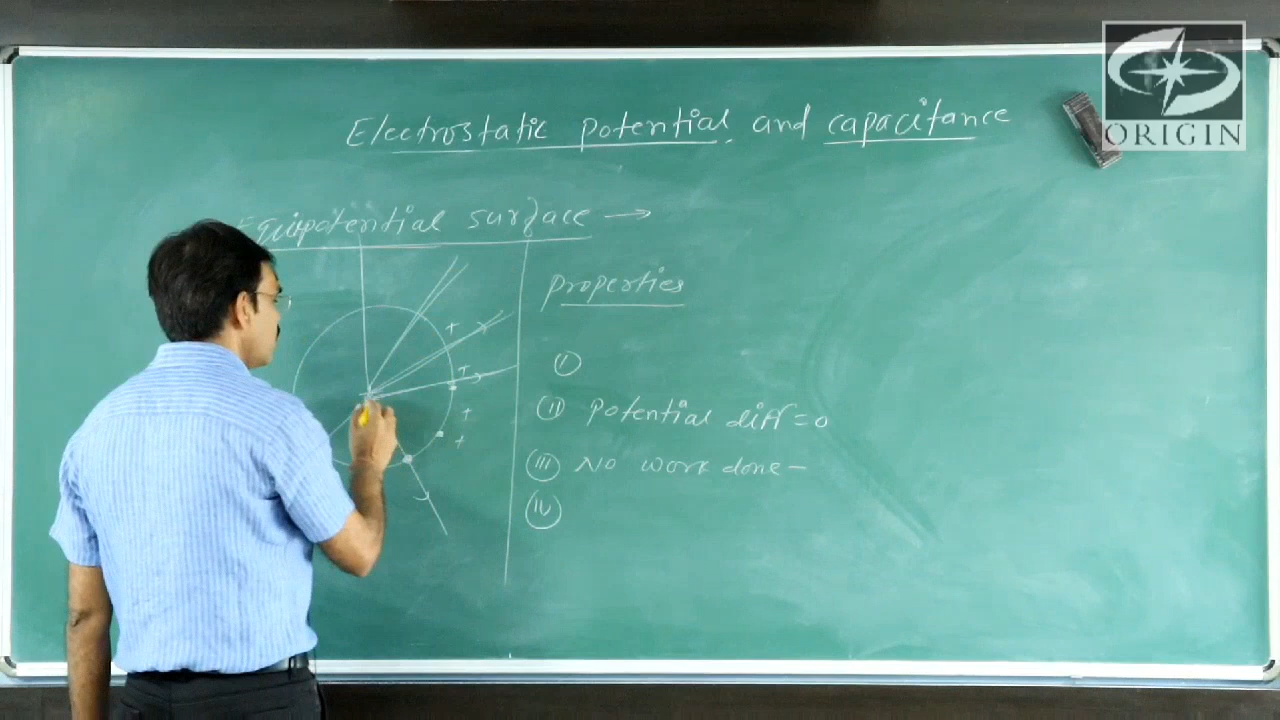 Electrostatic potential and capacitance
ORIGIN
Equipotential surface →
properties
+
+
+
+
(I)
(II) Potential diff = 0
(III) No work done –
(IV)